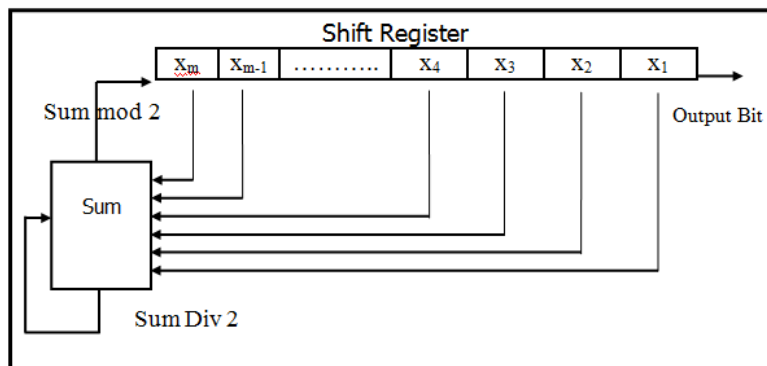 Shift Register
xm xm-1 ……….. x4 x3 x2 x1
Sum mod 2
Output Bit
Sum
Sum Div 2